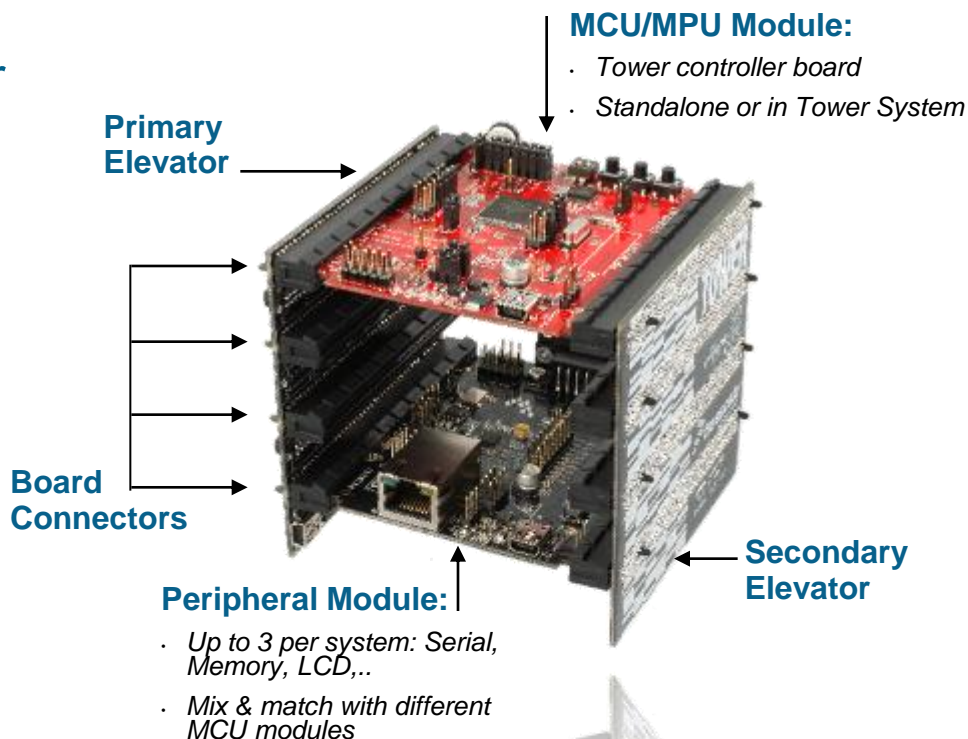 MCU/MPU Module:
· Tower controller board
· Standalone or in Tower System
Primary
Elevator
Board
Connectors
Secondary
Elevator
Peripheral Module:
· Up to 3 per system: Serial,
Memory, LCD,..
· Mix & match with different
MCU modules